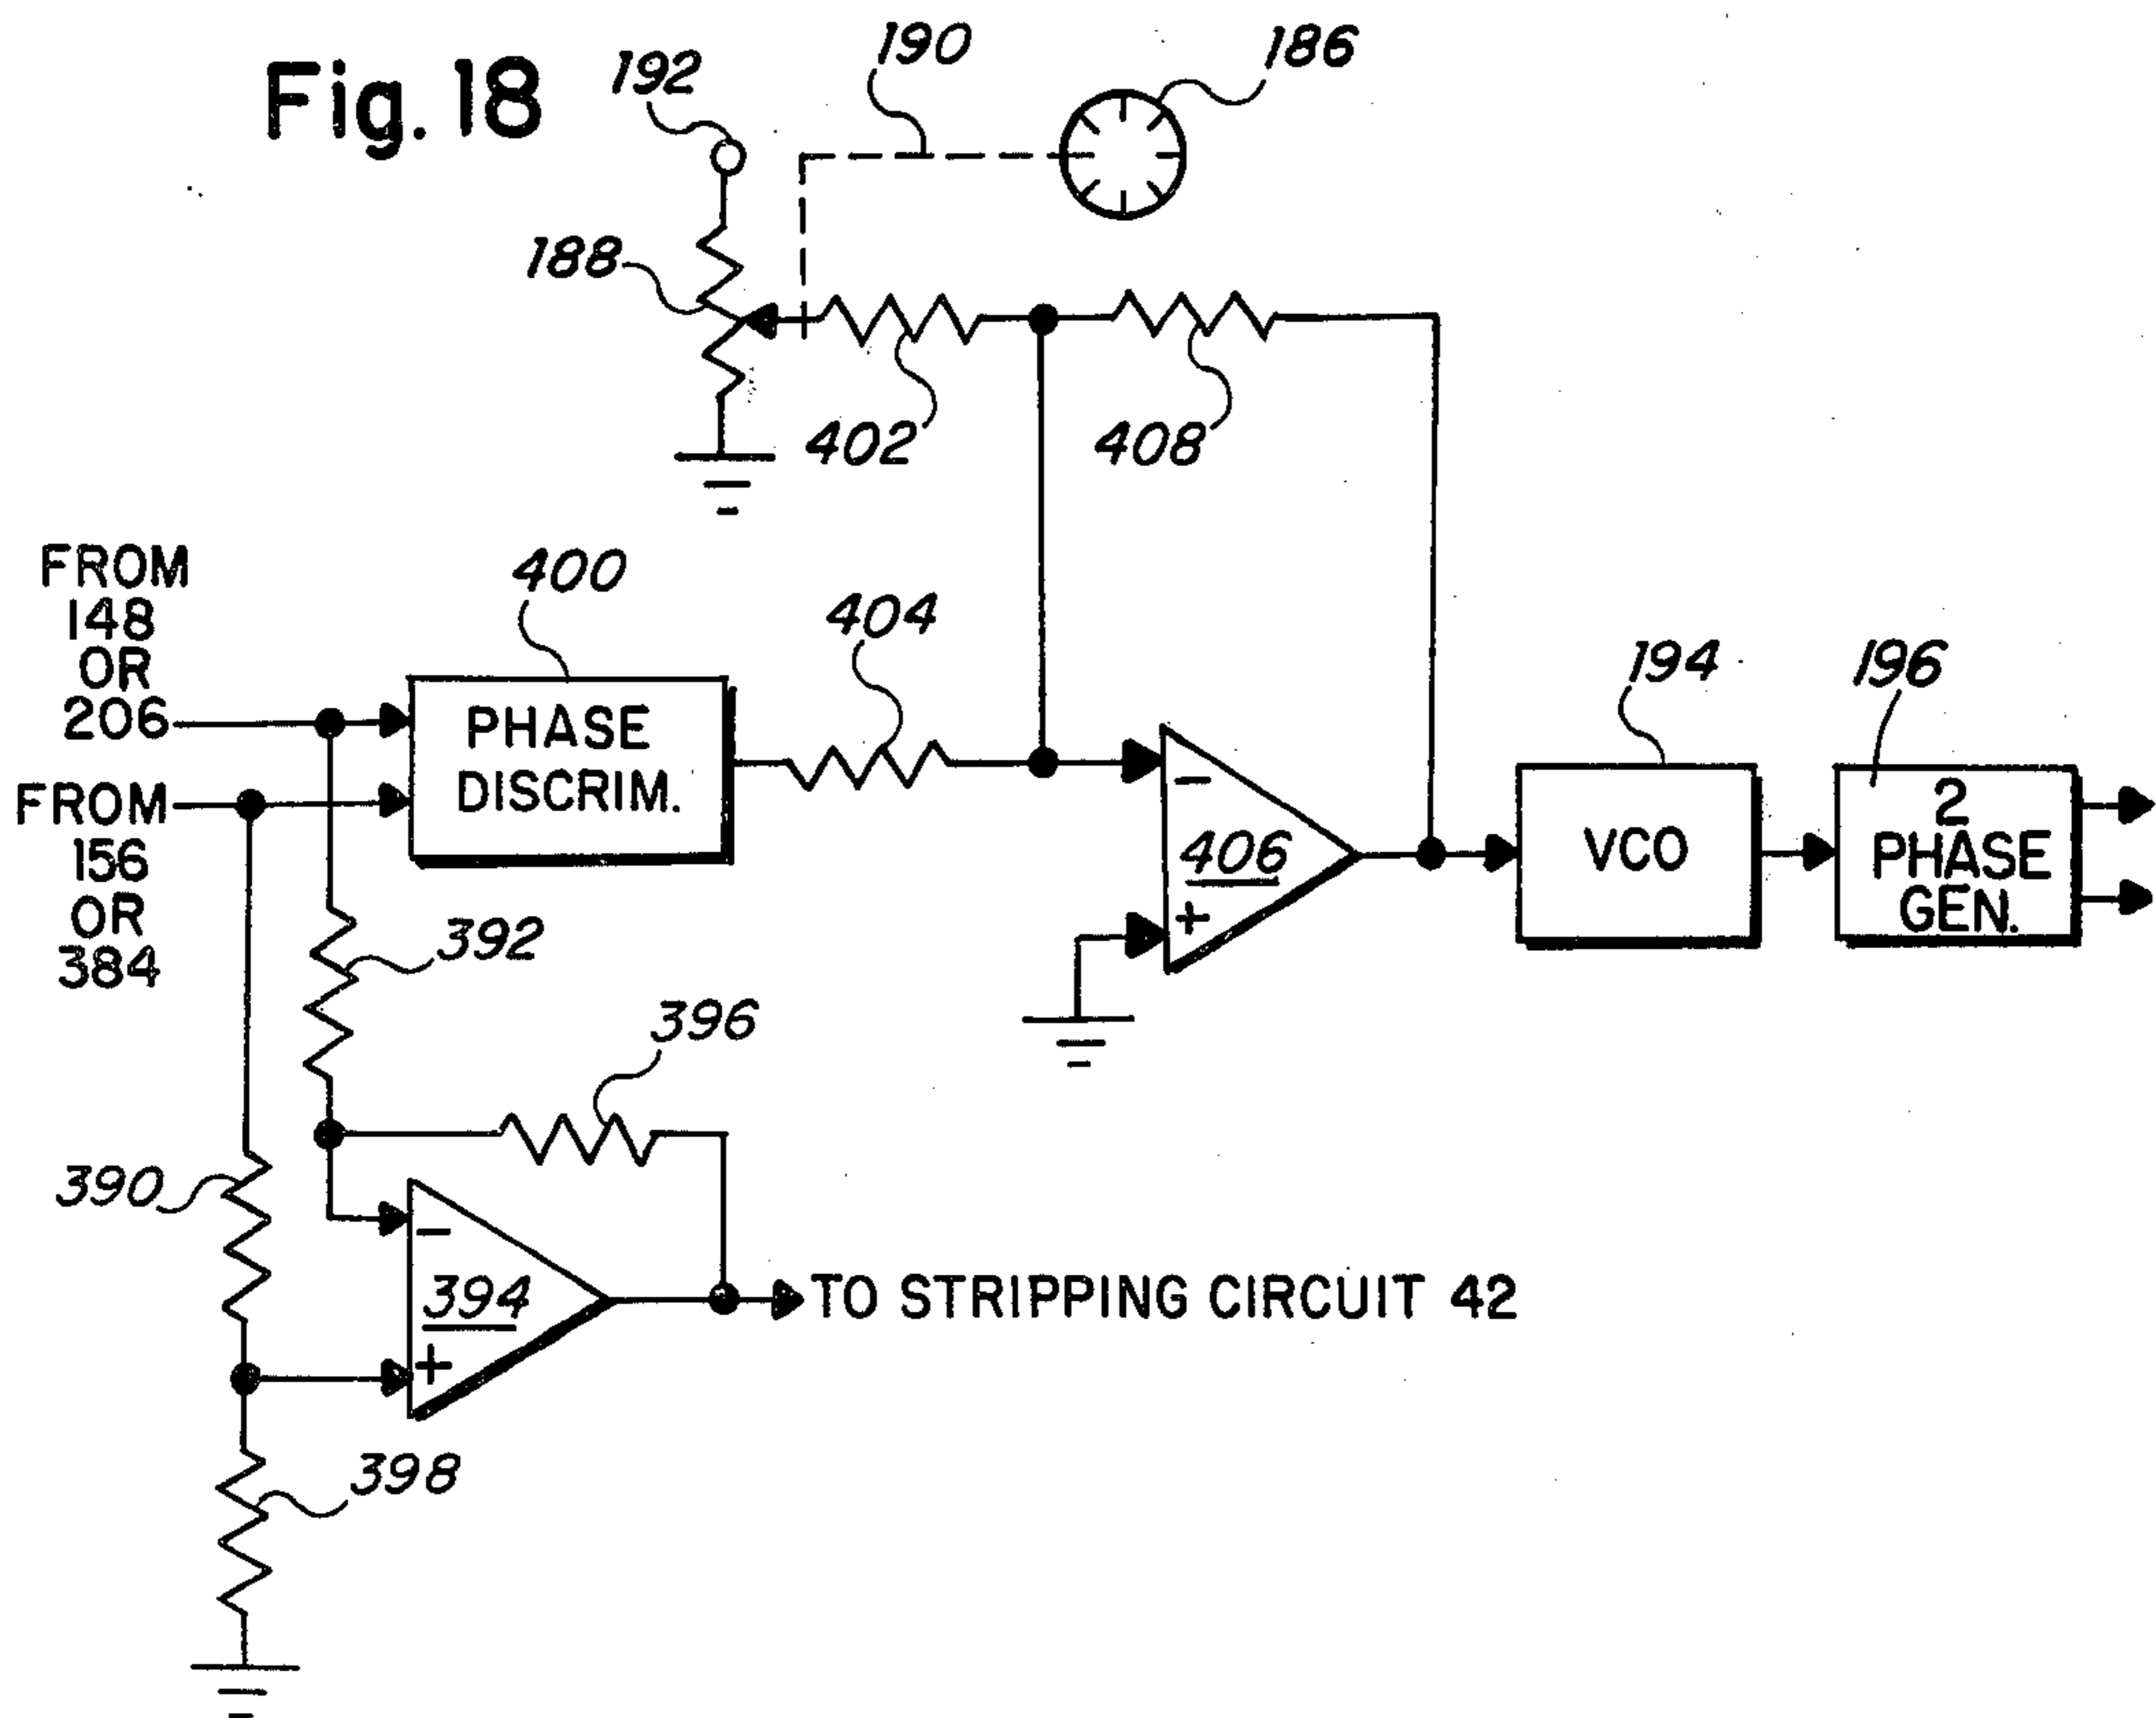 Fig. 18
192
190
186
188
402
408
FROM
148
OR
206
400
404
194
196
PHASE
DISCRIM.
FROM
156
OR
384
-
406
+
VCO
2
PHASE
GEN.
392
396
390
-
394
+
TO STRIPPING CIRCUIT 42
398